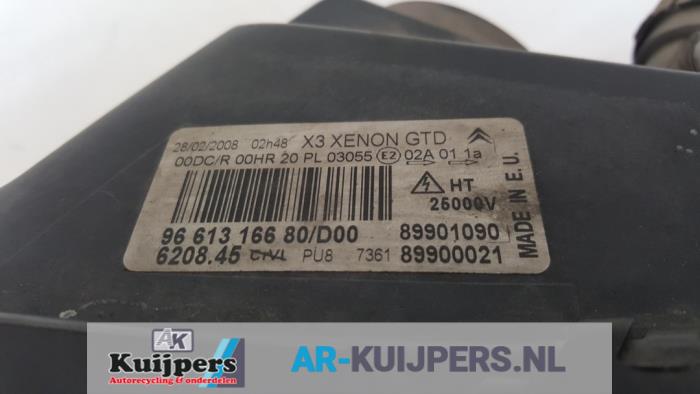 28/02/2008 02h48 X3 XENON GTD
00DC/R 00HR 20 PL 03055 E2 02A 01 1a
HT
25000V
MADE IN E.U.
96 613 166 80/D00 89901090
6208.45 PU8 7361 89900021
AK
Kuijpers
Autorecycling & onderdelen
AR-KUIJPERS.NL